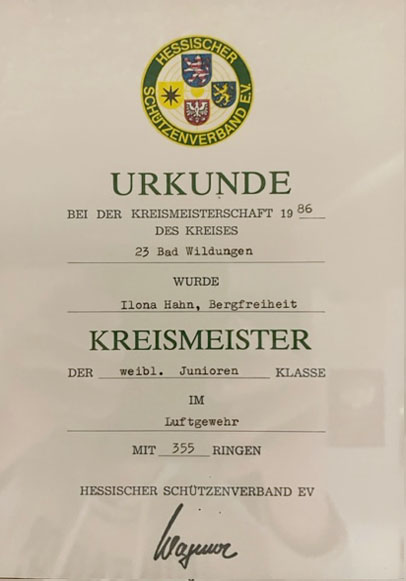 HESSISCHER
SCHÜTZENVERBAND E.V.
URKUNDE
BEI DER KREISMEISTERSCHAFT 1986
DES KREISES
23 Bad Wildungen
WURDE
Ilona Hahn, Bergfreiheit
KREISMEISTER
DER weibl. Junioren KLASSE
IM
Luftgewehr
MIT 355 RINGEN
HESSISCHER SCHÜTZENVERBAND EV
Wagner